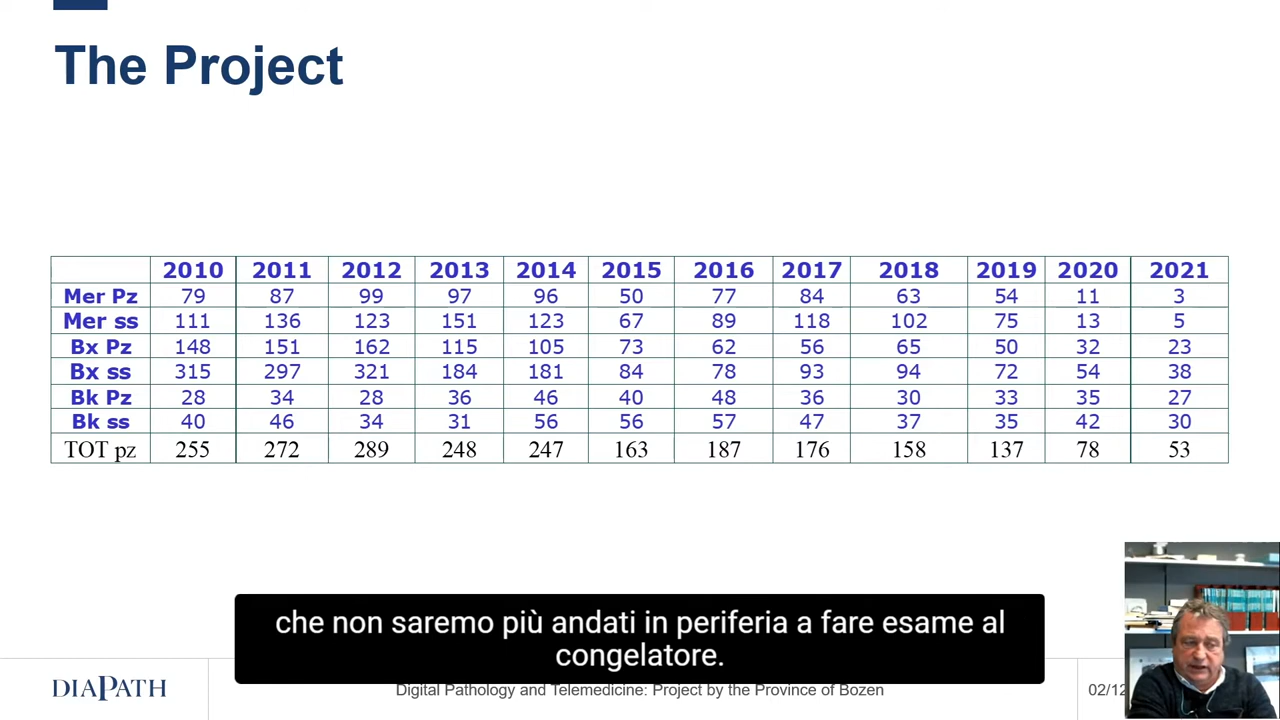 The Project
2010 2011 2012 2013 2014 2015 2016 2017 2018 2019 2020 2021
Mer Pz 79 87 99 97 96 50 77 84 63 54 11 3
Mer ss 111 136 123 151 123 67 89 118 102 75 13 5
Bx Pz 148 151 162 115 105 73 62 56 65 50 32 23
Bx ss 315 297 321 184 181 84 78 93 94 72 54 38
Bk Pz 28 34 28 36 46 40 48 36 30 33 35 27
Bk ss 40 46 34 31 56 56 57 47 37 35 42 30
TOT pz 255 272 289 248 247 163 187 176 158 137 78 53
che non saremo più andati in periferia a fare esame al
congelatore.
DIAPATH
Digital Pathology and Telemedicine: Project by the Province of Bozen
02/12